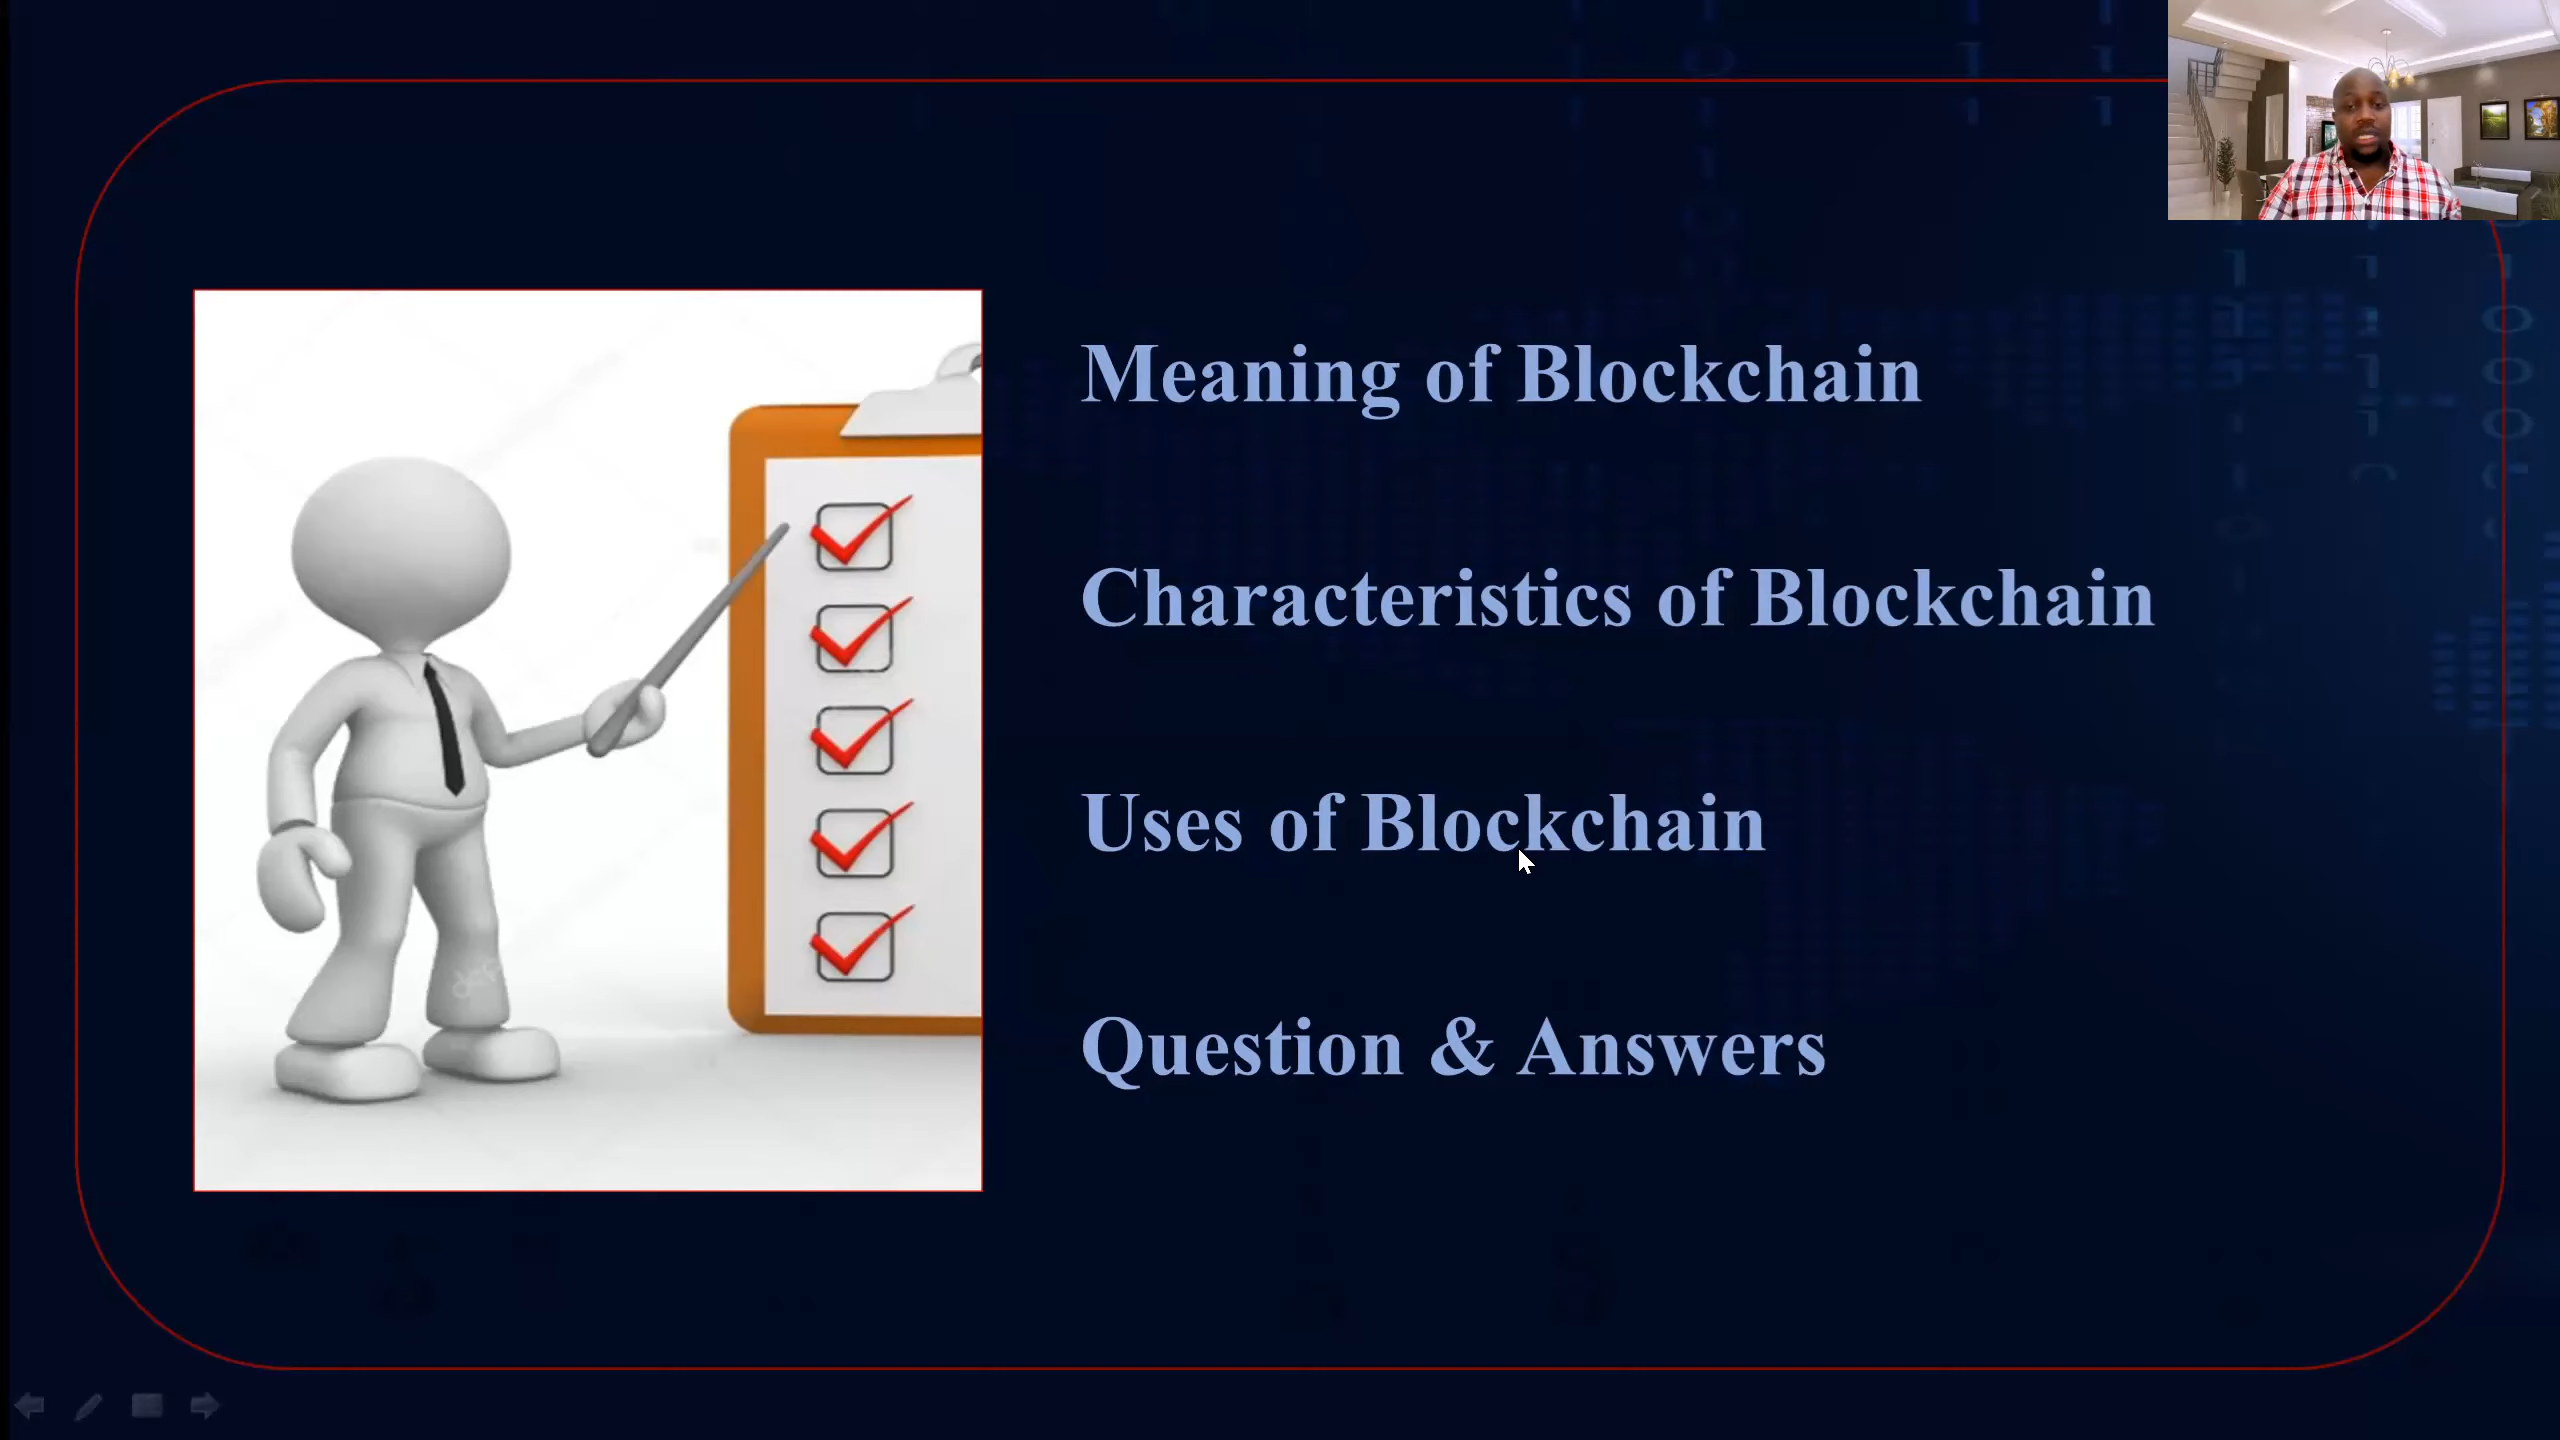 Meaning of Blockchain
Characteristics of Blockchain
Uses of Blockchain
Question & Answers